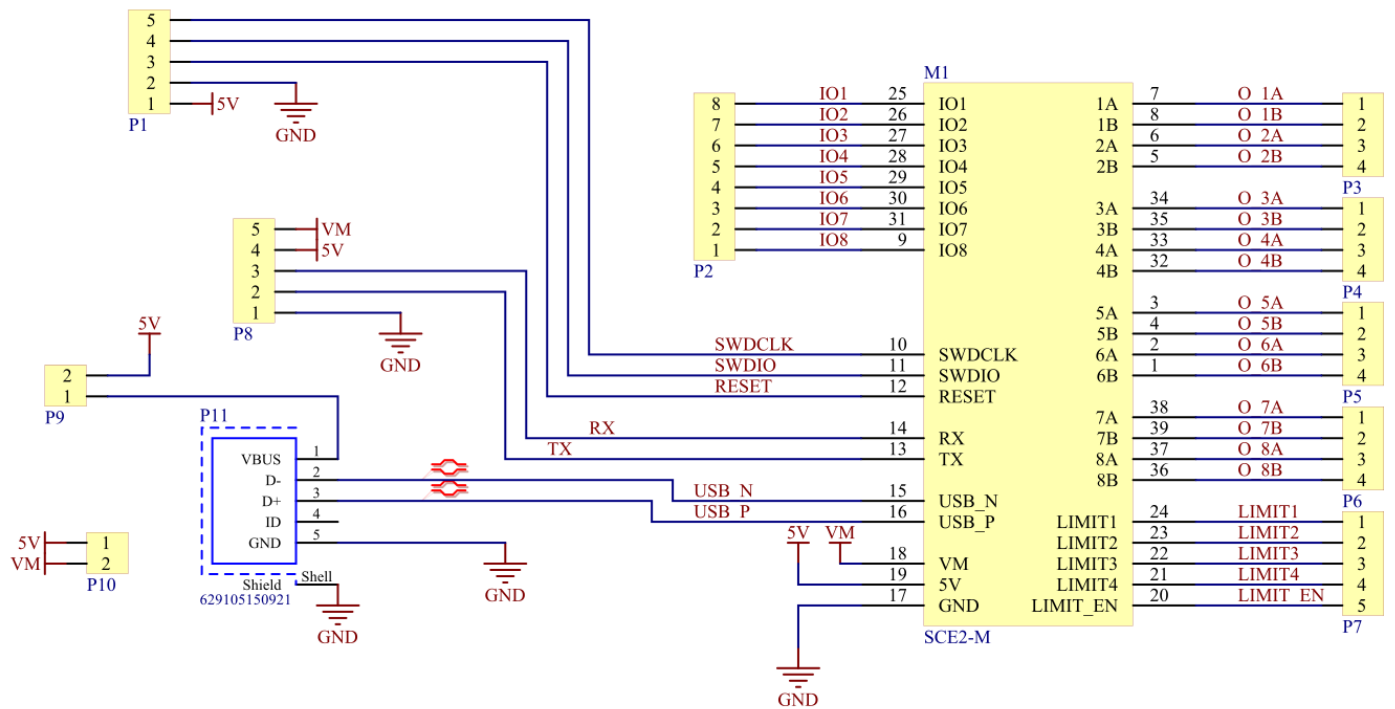 5
4
3
2
1
5V
GND
P1
8
7
6
5
4
3
2
1
P2
IO1 25
IO2 26
IO3 27
IO4 28
IO5 29
IO6 30
IO7 31
IO8 9
M1
IO1
IO2
IO3
IO4
IO5
IO6
IO7
IO8
1A 7 O_1A 1
1B 8 O_1B 2
2A 6 O_2A 3
2B 5 O_2B 4
P3
3A 34 O_3A 1
3B 35 O_3B 2
4A 33 O_4A 3
4B 32 O_4B 4
P4
5A 3 O_5A 1
5B 4 O_5B 2
6A 2 O_6A 3
6B 1 O_6B 4
P5
7A 38 O_7A 1
7B 39 O_7B 2
8A 37 O_8A 3
8B 36 O_8B 4
P6
LIMIT1 24 LIMIT1 1
LIMIT2 23 LIMIT2 2
LIMIT3 22 LIMIT3 3
LIMIT4 21 LIMIT4 4
LIMIT_EN 20 LIMIT_EN 5
P7
5 VM
4 5V
3
2
1
P8
GND
SWDCLK 10 SWDCLK
SWDIO 11 SWDIO
RESET 12 RESET
RX 14 RX
TX 13 TX
USB_N 15 USB_N
USB_P 16 USB_P
5V VM
18 VM
19 5V
17 GND
SCE2-M
GND
5V
2
1
P9
P11
VBUS 1
D- 2
D+ 3
ID 4
GND 5
Shield Shell
629105150921
GND
GND
5V 1
VM 2
P10